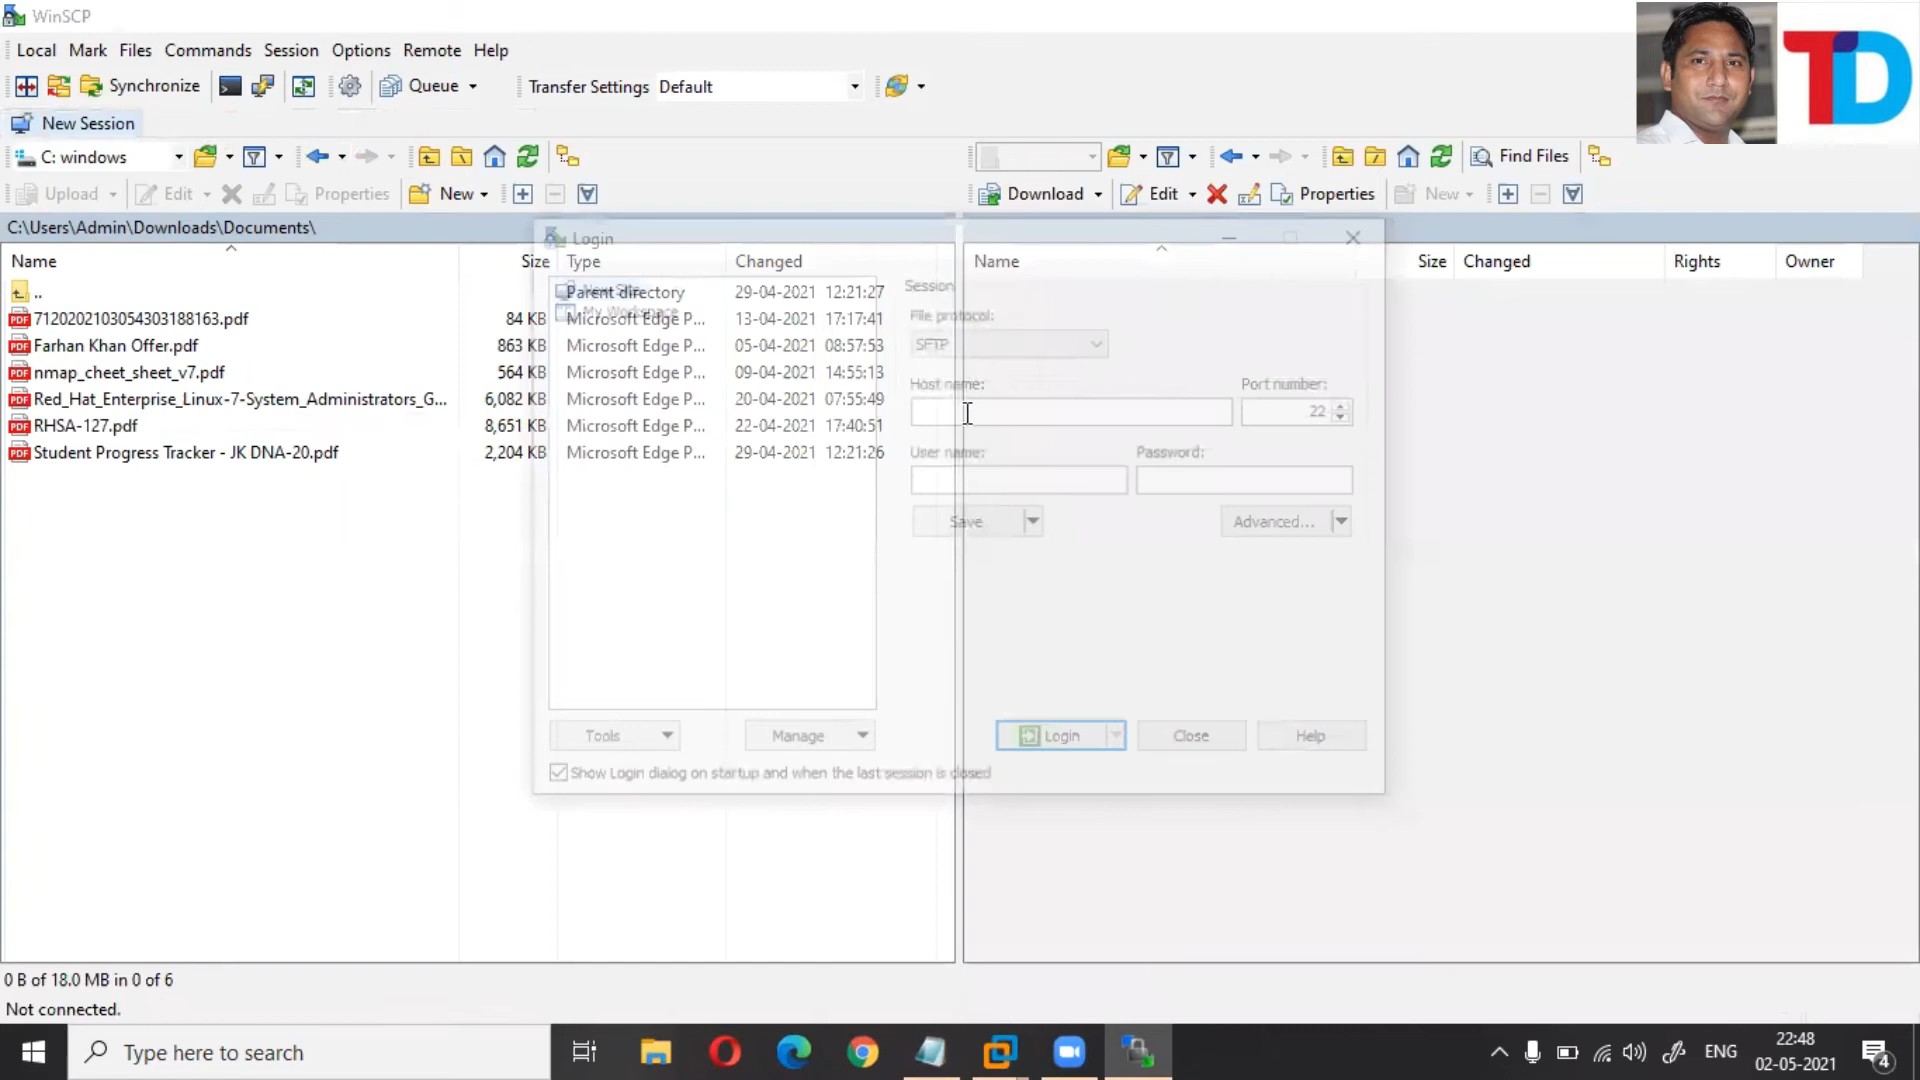 WinSCP
Local Mark Files Commands Session Options Remote Help
Synchronize Queue Transfer Settings Default
TD
New Session
C: windows Find Files
Upload Edit Properties New Download Edit Properties New
C:\Users\Admin\Downloads\Documents\
Login
Name Size Type Changed Name Size Changed Rights Owner
.. Parent directory 29-04-2021 12:21:27
7120202103054303188163.pdf 84 KB Microsoft Edge P... 13-04-2021 17:17:41
Farhan Khan Offer.pdf 863 KB Microsoft Edge P... 05-04-2021 08:57:53
nmap_cheet_sheet_v7.pdf 564 KB Microsoft Edge P... 09-04-2021 14:55:13
Red_Hat_Enterprise_Linux-7-System_Administrators_G... 6,082 KB Microsoft Edge P... 20-04-2021 07:55:49
RHSA-127.pdf 8,651 KB Microsoft Edge P... 22-04-2021 17:40:51
Student Progress Tracker - JK DNA-20.pdf 2,204 KB Microsoft Edge P... 29-04-2021 12:21:26
New Site
My Workspace
Session
File protocol:
SFTP
Host name: Port number:
22
User name: Password:
Save Advanced...
Tools Manage Login Close Help
Show Login dialog on startup and when the last session is closed
0 B of 18.0 MB in 0 of 6
Not connected.
Type here to search
ENG
22:48
02-05-2021
4